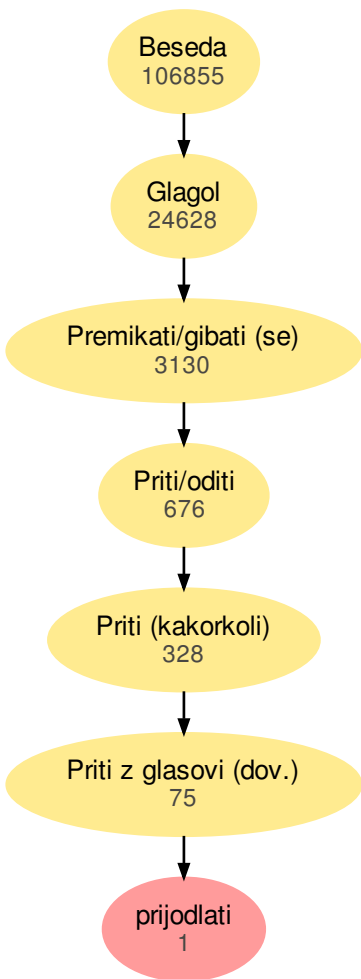 Beseda
106855
Glagol
24628
Premikati/gibati (se)
3130
Priti/oditi
676
Priti (kakorkoli)
328
Priti z glasovi (dov.)
75
prijodlati
1